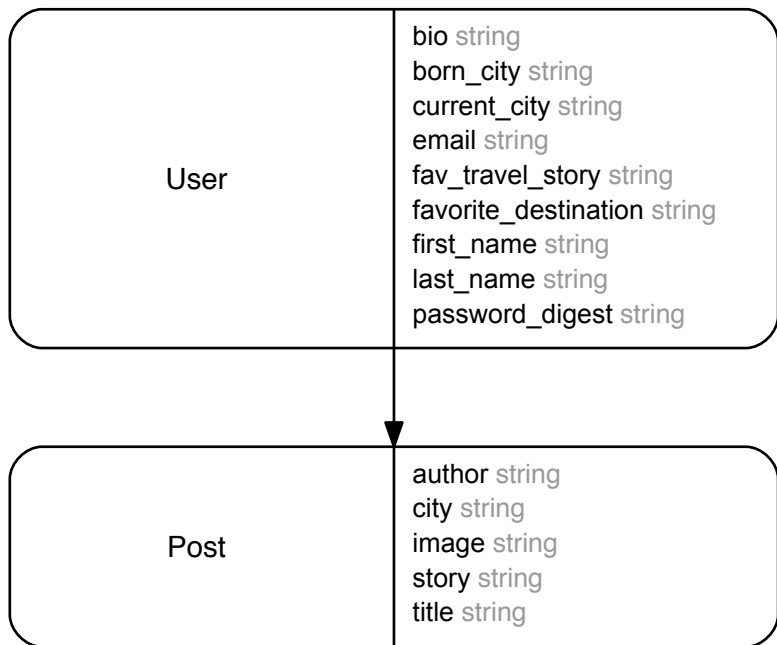 User
bio string
born_city string
current_city string
email string
fav_travel_story string
favorite_destination string
first_name string
last_name string
password_digest string
Post
author string
city string
image string
story string
title string